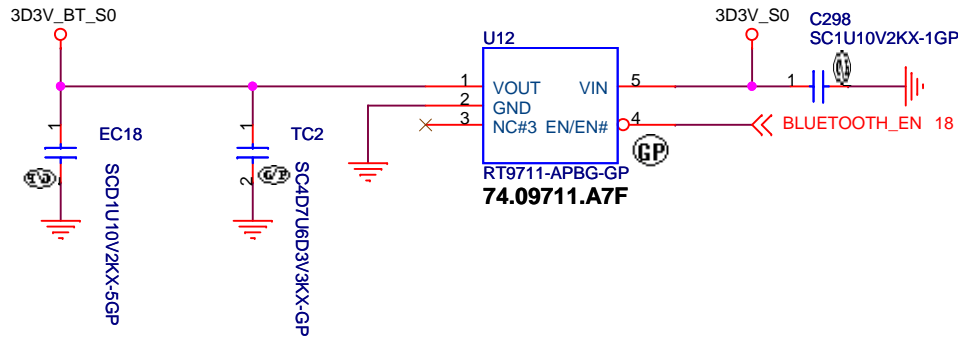 3D3V_BT_S0
3D3V_S0
C298
SC1U10V2KX-1GP
U12
1
VOUT
VIN
5
1
2
GND
3
NC#3
EN/EN#
4
BLUETOOTH_EN 18
GP
RT9711-APBG-GP
74.09711.A7F
1
EC18
SCD1U10V2KX-5GP
1
TC2
2
G/P
SC4D7U6D3V3KX-GP